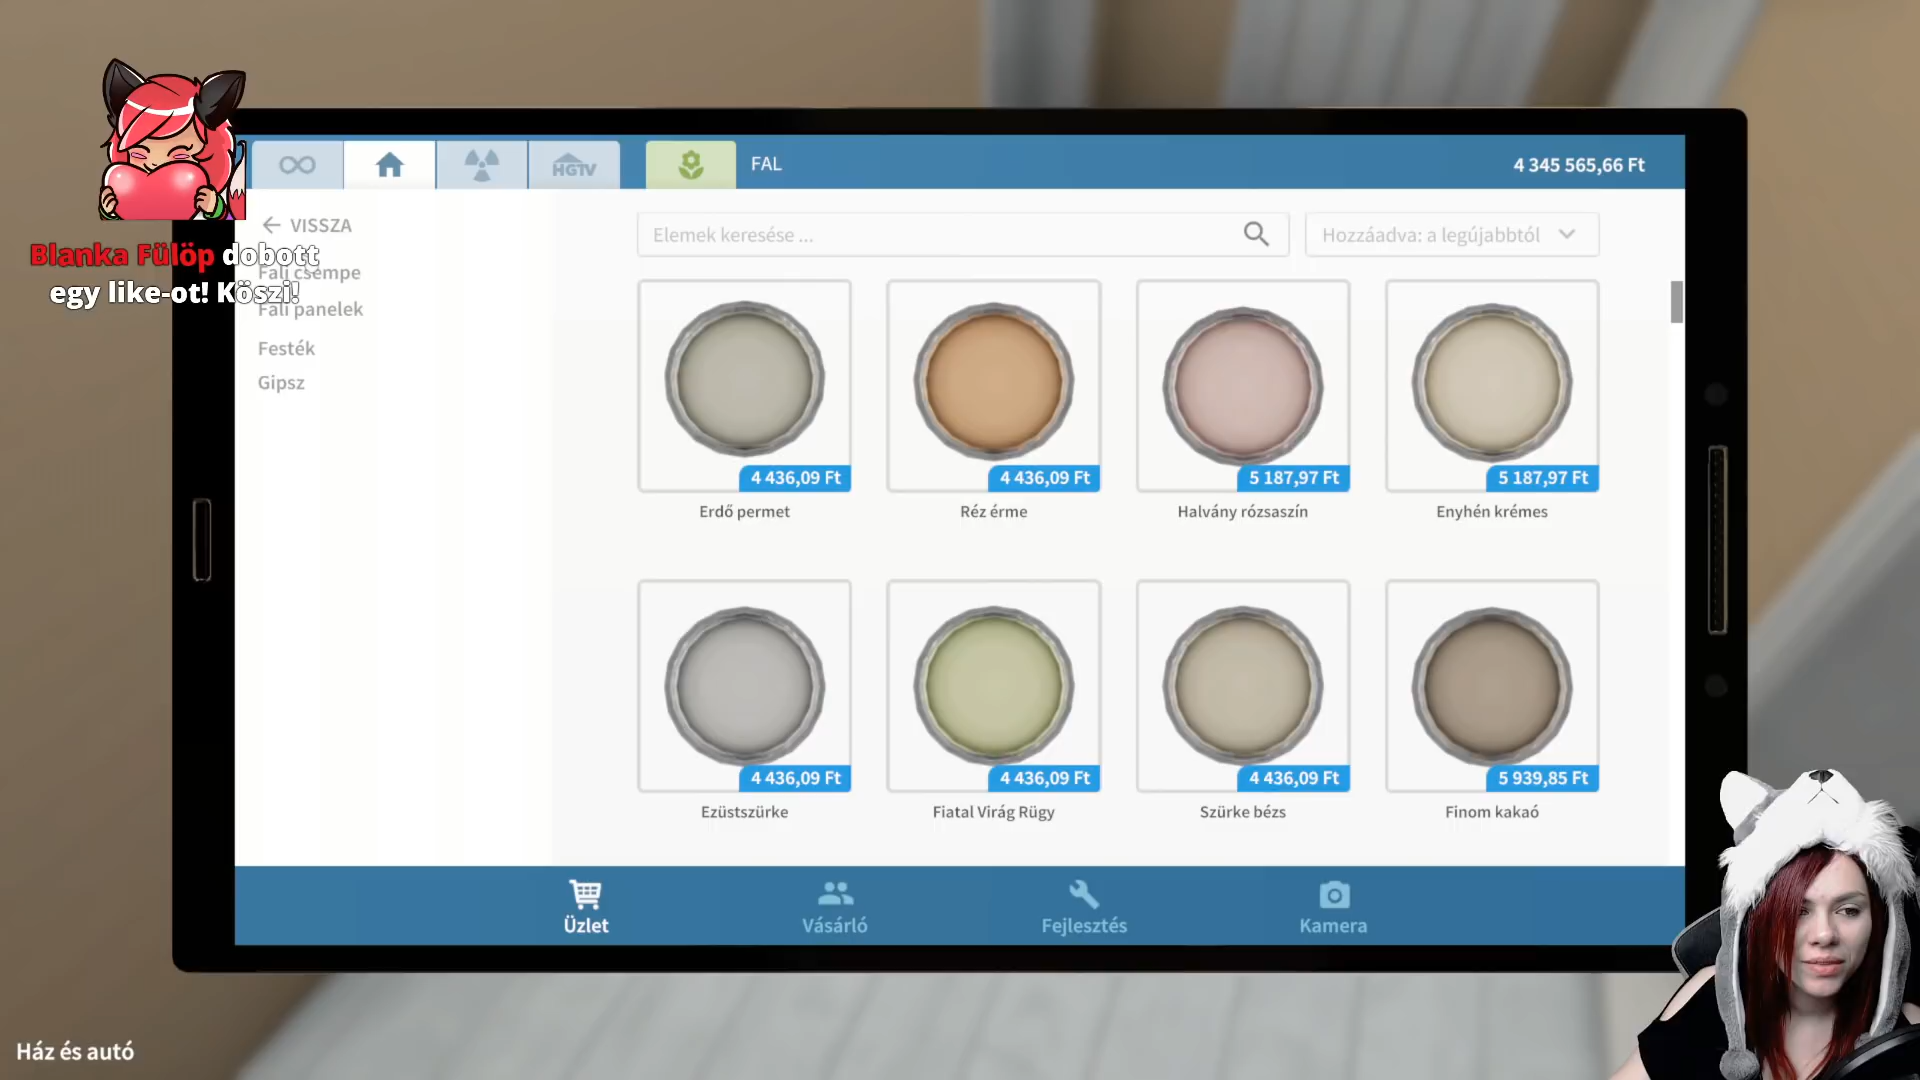 HGTV
FAL
4 345 565,66 Ft
VISSZA
Elemek keresése ...
Hozzáadva: a legújabbtól
Blanka Fülöp dobott
egy like-ot! Köszi!
Fali csempe
Fali panelek
Festék
Gipsz
4 436,09 Ft
4 436,09 Ft
5 187,97 Ft
5 187,97 Ft
Erdő permet
Réz érme
Halvány rózsaszín
Enyhén krémes
4 436,09 Ft
4 436,09 Ft
4 436,09 Ft
5 939,85 Ft
Ezüstszürke
Fiatal Virág Rügy
Szürke bézs
Finom kakaó
Üzlet
Vásárló
Fejlesztés
Kamera
Ház és autó